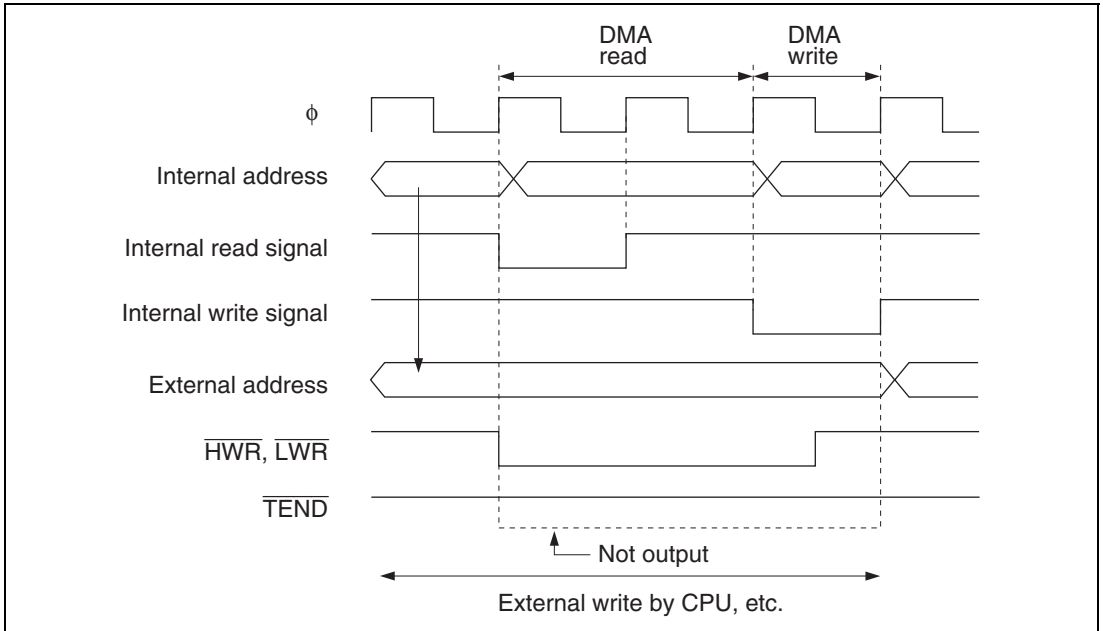 DMA read
DMA write
ϕ
Internal address
Internal read signal
Internal write signal
External address
HWR, LWR
TEND
Not output
External write by CPU, etc.